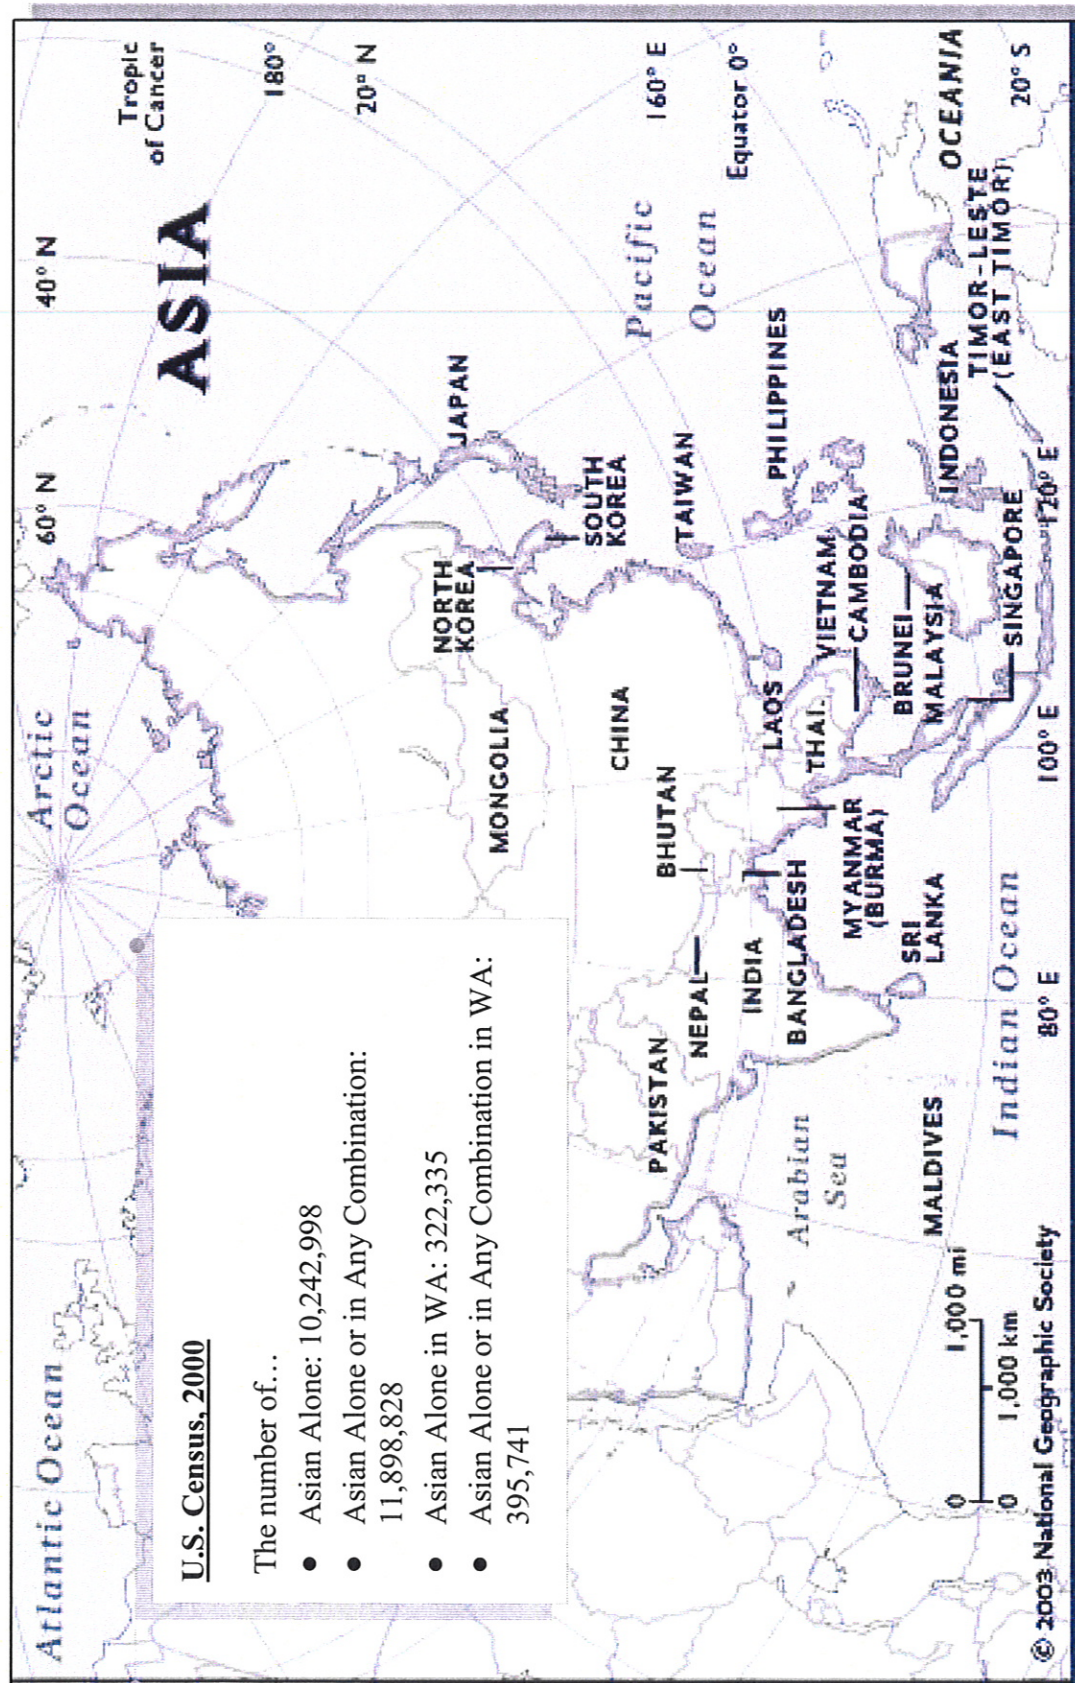 Atlantic Ocean
Arctic
Ocean
60° N
40° N
Tropic
of Cancer
ASIA
180°
20° N
U.S. Census, 2000
The number of…
• Asian Alone: 10,242,998
• Asian Alone or in Any Combination:
11,898,828
• Asian Alone in WA: 322,335
• Asian Alone or in Any Combination in WA:
395,741
JAPAN
NORTH
KOREA
MONGOLIA
SOUTH
KOREA
CHINA
Pacific
Ocean
160° E
Equator 0°
PAKISTAN
BHUTAN
TAIWAN
NEPAL
INDIA
LAOS
PHILIPPINES
BANGLADESH
THAI.
VIETNAM
CAMBODIA
Arabian
Sea
MYANMAR
(BURMA)
BRUNEI
MALAYSIA
SRI
LANKA
MALDIVES
INDONESIA
OCEANIA
TIMOR-LESTE
(EAST TIMOR)
SINGAPORE
Indian Ocean
0 1,000 mi
0 1,000 km
80° E
100° E
120° E
20° S
© 2003 National Geographic Society